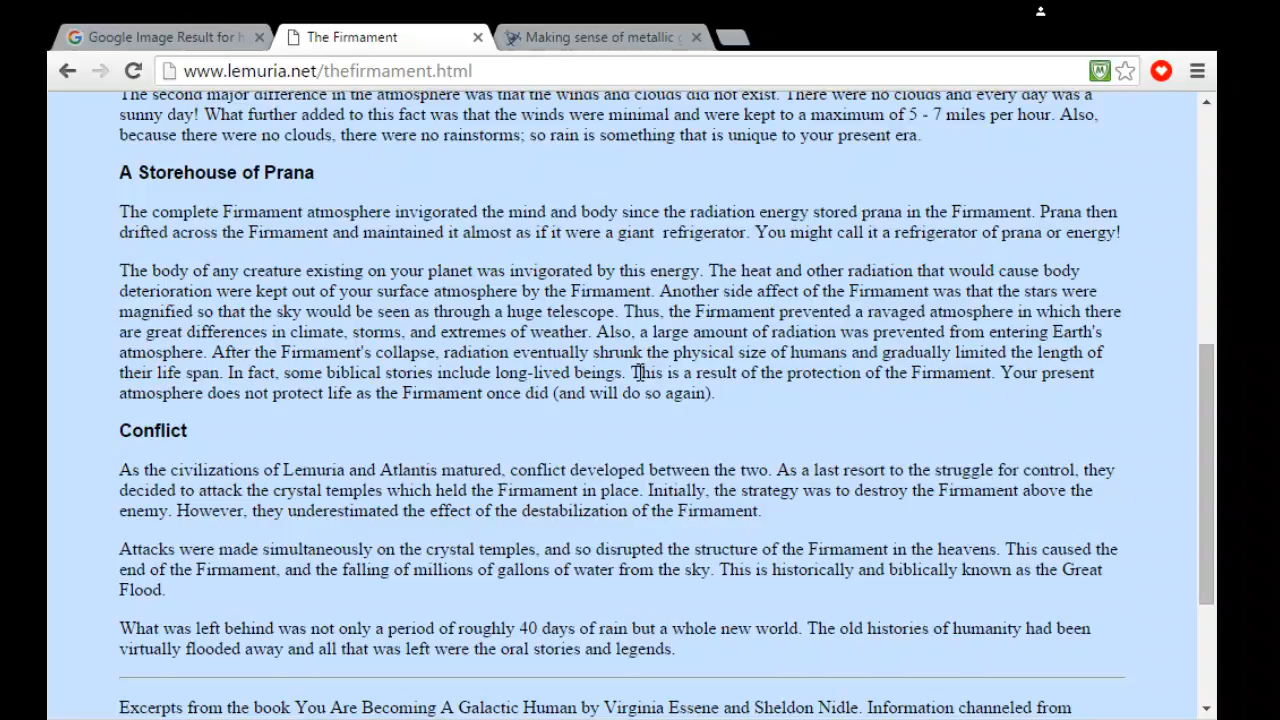 Google Image Result for h
The Firmament
Making sense of metallic g
www.lemuria.net/thefirmament.html
The second major difference in the atmosphere was that the winds and clouds did not exist. There were no clouds and every day was a
sunny day! What further added to this fact was that the winds were minimal and were kept to a maximum of 5 - 7 miles per hour. Also,
because there were no clouds, there were no rainstorms; so rain is something that is unique to your present era.
A Storehouse of Prana
The complete Firmament atmosphere invigorated the mind and body since the radiation energy stored prana in the Firmament. Prana then
drifted across the Firmament and maintained it almost as if it were a giant refrigerator. You might call it a refrigerator of prana or energy!
The body of any creature existing on your planet was invigorated by this energy. The heat and other radiation that would cause body
deterioration were kept out of your surface atmosphere by the Firmament. Another side affect of the Firmament was that the stars were
magnified so that the sky would be seen as through a huge telescope. Thus, the Firmament prevented a ravaged atmosphere in which there
are great differences in climate, storms, and extremes of weather. Also, a large amount of radiation was prevented from entering Earth's
atmosphere. After the Firmament's collapse, radiation eventually shrunk the physical size of humans and gradually limited the length of
their life span. In fact, some biblical stories include long-lived beings. This is a result of the protection of the Firmament. Your present
atmosphere does not protect life as the Firmament once did (and will do so again).
Conflict
As the civilizations of Lemuria and Atlantis matured, conflict developed between the two. As a last resort to the struggle for control, they
decided to attack the crystal temples which held the Firmament in place. Initially, the strategy was to destroy the Firmament above the
enemy. However, they underestimated the effect of the destabilization of the Firmament.
Attacks were made simultaneously on the crystal temples, and so disrupted the structure of the Firmament in the heavens. This caused the
end of the Firmament, and the falling of millions of gallons of water from the sky. This is historically and biblically known as the Great
Flood.
What was left behind was not only a period of roughly 40 days of rain but a whole new world. The old histories of humanity had been
virtually flooded away and all that was left were the oral stories and legends.
Excerpts from the book You Are Becoming A Galactic Human by Virginia Essene and Sheldon Nidle. Information channeled from